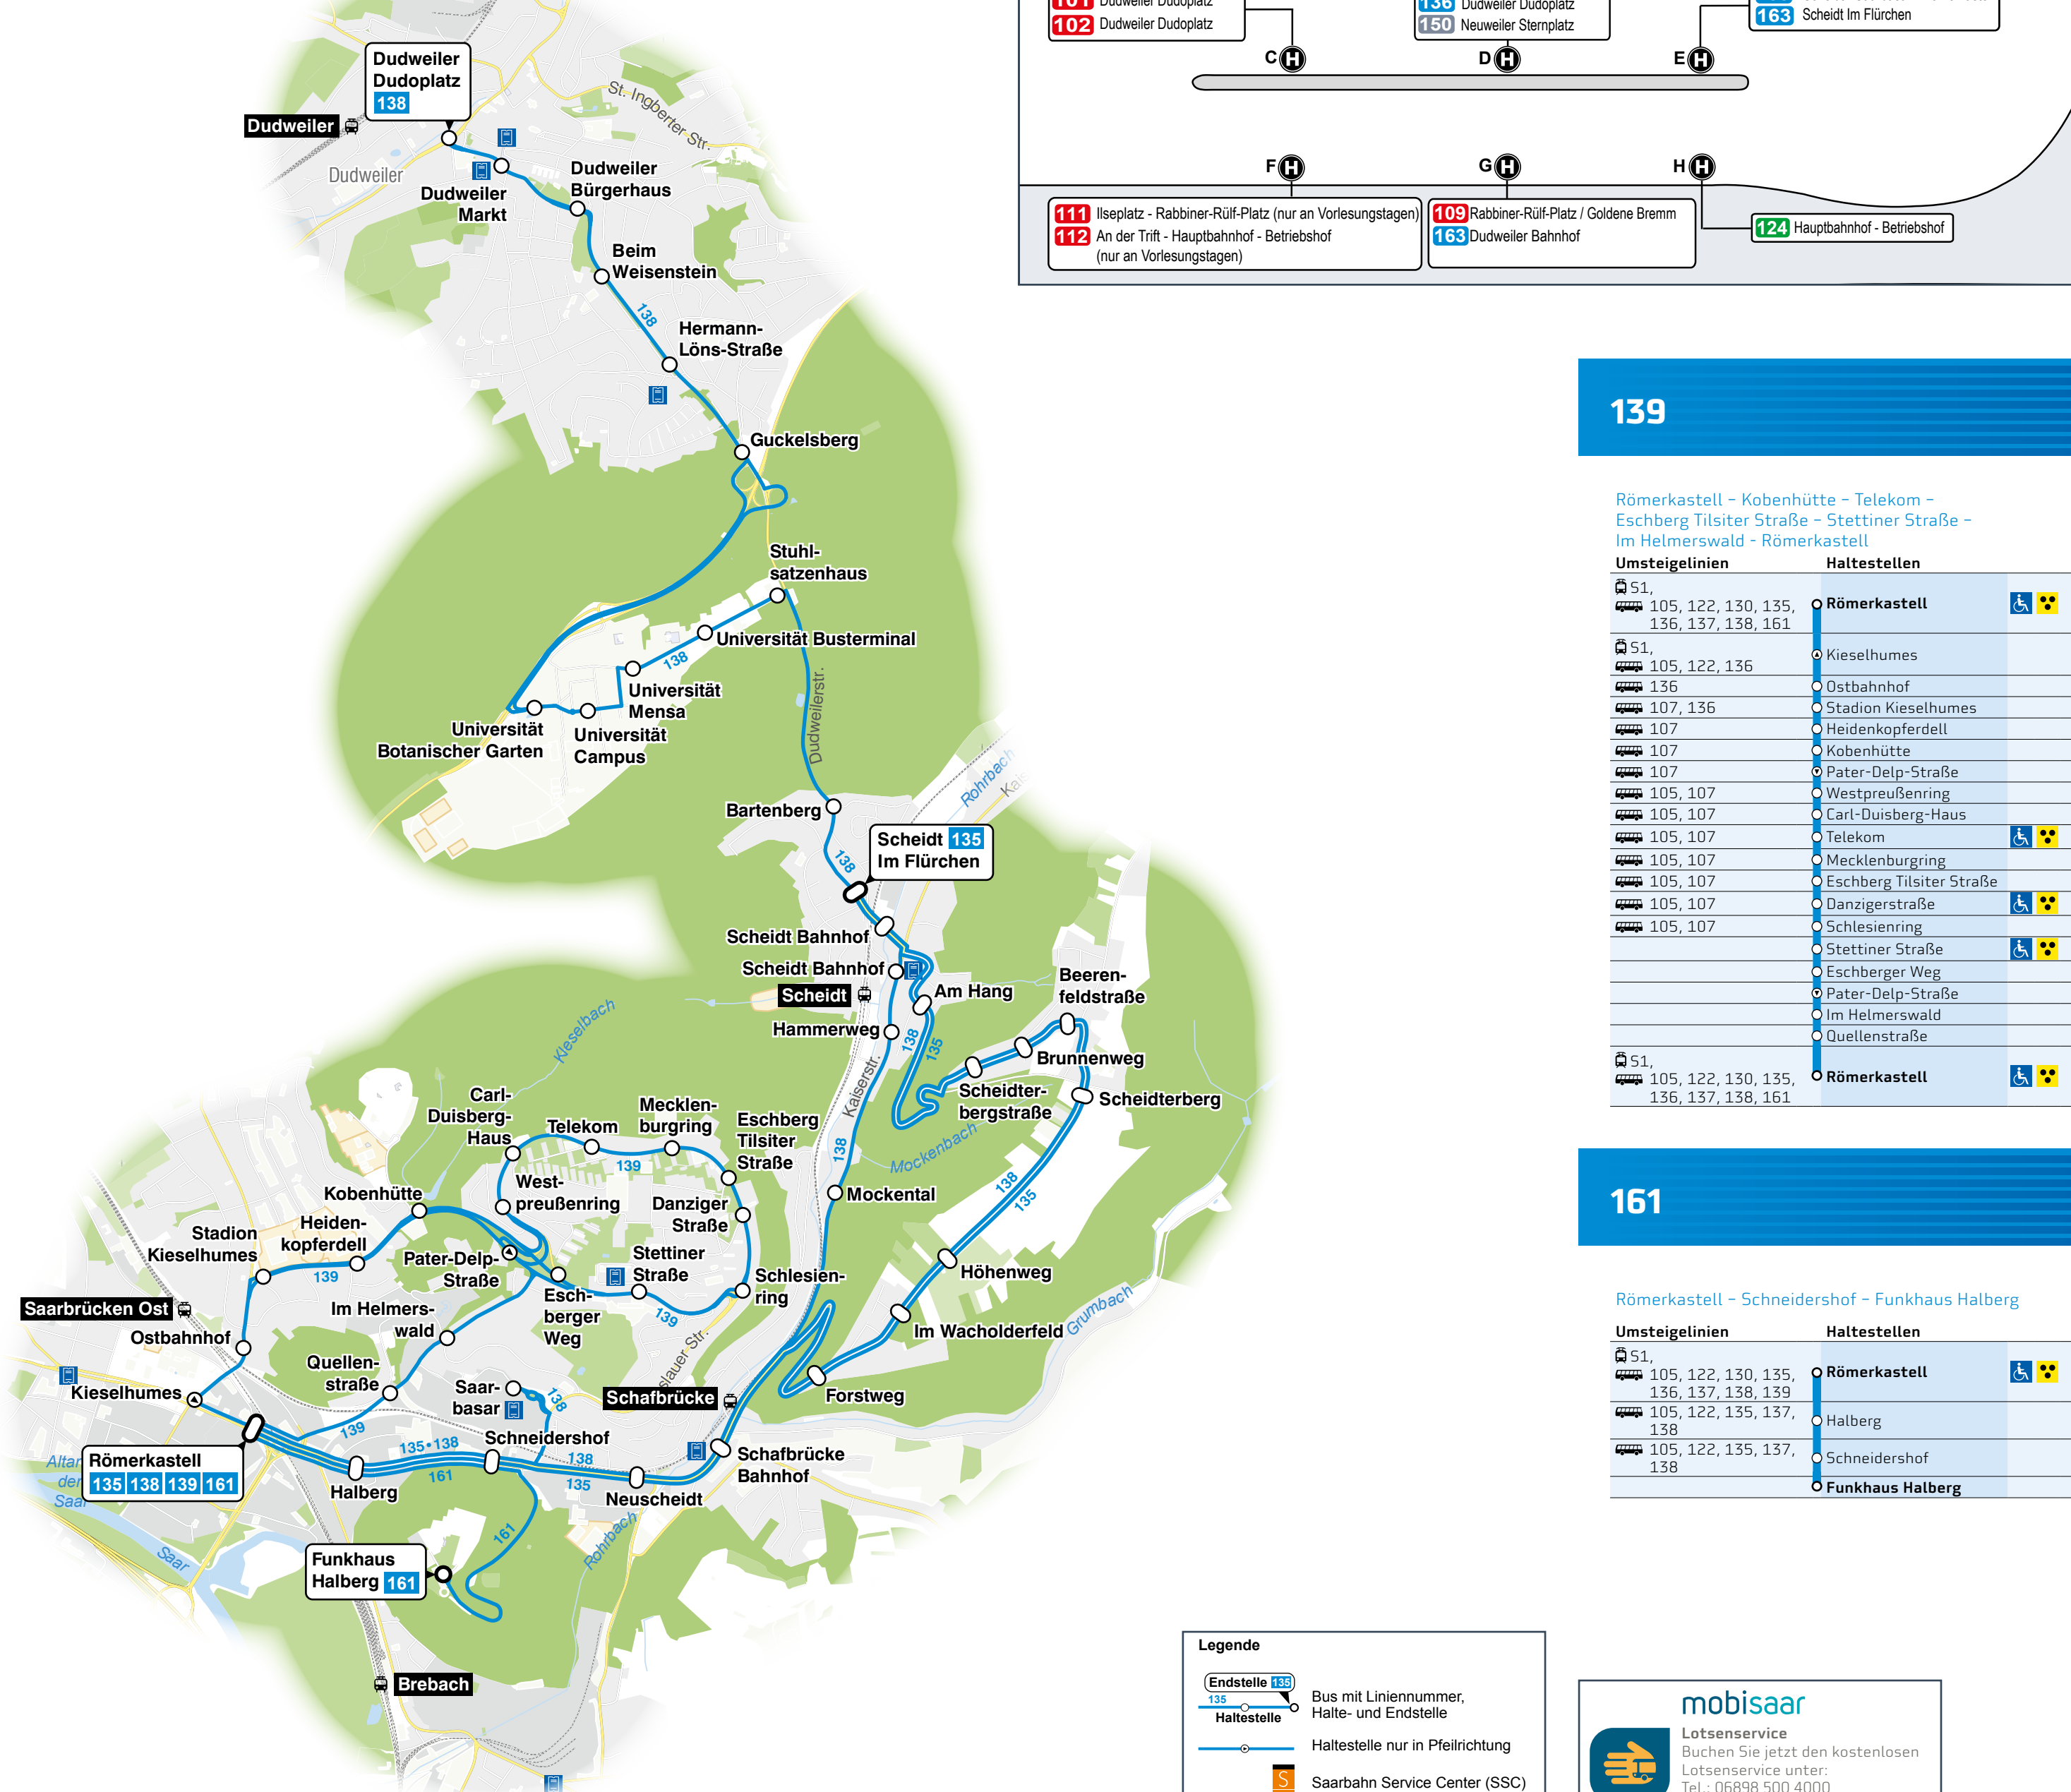 Dudweiler
Dudoplatz
138
Dudweiler
Dudweiler
St. Ingberter Str.
Dudweiler
Markt
Dudweiler
Bürgerhaus
Beim
Weisenstein
138
Hermann-
Löns-Straße
Guckelsberg
Stuhl-
satzenhaus
Universität Busterminal
138
Universität
Mensa
Universität
Campus
Universität
Botanischer Garten
Dudweilerstr.
Rohrbach
Bartenberg
138
Scheidt 135
Im Flürchen
Scheidt Bahnhof
Scheidt Bahnhof
Scheidt
Am Hang
Hammerweg
138
135
Beeren-
feldstraße
Brunnenweg
Scheidter-
bergstraße
Scheidterberg
Kaiserstr.
Kieselbach
Mockenbach
138
Mockental
138
135
Höhenweg
Im Wacholderfeld
Grumbach
Forstweg
Carl-
Duisberg-
Haus
Telekom
Mecklen-
burgring
139
Eschberg
Tilsiter
Straße
West-
preußenring
Danziger
Straße
Kobenhütte
Heiden-
kopferdell
Stadion
Kieselhumes
139
Pater-Delp-
Straße
Stettiner
Straße
Schlesien-
ring
Esch-
berger
Weg
139
Im Helmers-
wald
Saarbrücken Ost
Ostbahnhof
Quellen-
straße
Kieselhumes
Saar-
basar
138
slauer Str.
Schafbrücke
139
135•138
161
Schneidershof
138
135
Schafbrücke
Bahnhof
Altar
der
Saar
Römerkastell
135 138 139 161
Halberg
Neuscheidt
161
Rohrbach
Saar
Funkhaus
Halberg 161
Brebach
101 Dudweiler Dudoplatz
102 Dudweiler Dudoplatz
136 Dudweiler Dudoplatz
150 Neuweiler Sternplatz
163 Scheidt Im Flürchen
C H
D H
E H
F H
G H
H H
111 Ilseplatz - Rabbiner-Rülf-Platz (nur an Vorlesungstagen)
112 An der Trift - Hauptbahnhof - Betriebshof
(nur an Vorlesungstagen)
109 Rabbiner-Rülf-Platz / Goldene Bremm
163 Dudweiler Bahnhof
124 Hauptbahnhof - Betriebshof
139
Römerkastell – Kobenhütte – Telekom –
Eschberg Tilsiter Straße – Stettiner Straße –
Im Helmerswald - Römerkastell
Umsteigelinien Haltestellen
S1,
105, 122, 130, 135, Römerkastell
136, 137, 138, 161
S1,
105, 122, 136 Kieselhumes
136 Ostbahnhof
107, 136 Stadion Kieselhumes
107 Heidenkopferdell
107 Kobenhütte
107 Pater-Delp-Straße
105, 107 Westpreußenring
105, 107 Carl-Duisberg-Haus
105, 107 Telekom
105, 107 Mecklenburgring
105, 107 Eschberg Tilsiter Straße
105, 107 Danzigerstraße
105, 107 Schlesienring
Stettiner Straße
Eschberger Weg
Pater-Delp-Straße
Im Helmerswald
Quellenstraße
S1,
105, 122, 130, 135, Römerkastell
136, 137, 138, 161
161
Römerkastell – Schneidershof – Funkhaus Halberg
Umsteigelinien Haltestellen
S1,
105, 122, 130, 135, Römerkastell
136, 137, 138, 139
105, 122, 135, 137, Halberg
138
105, 122, 135, 137, Schneidershof
138
Funkhaus Halberg
Legende
Endstelle 135
135
Haltestelle
Bus mit Liniennummer,
Halte- und Endstelle
Haltestelle nur in Pfeilrichtung
S Saarbahn Service Center (SSC)
mobisaar
Lotsenservice
Buchen Sie jetzt den kostenlosen
Lotsenservice unter:
Tel.: 06898 500 4000